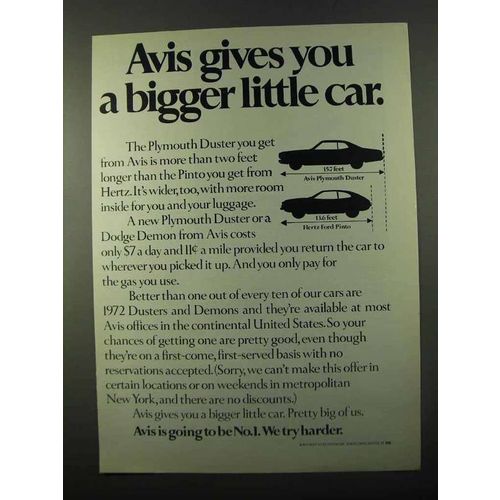 Avis gives you
a bigger little car.
The Plymouth Duster you get
from Avis is more than two feet
longer than the Pinto you get from
Hertz. It's wider, too, with more room
inside for you and your luggage.
A new Plymouth Duster or a
Dodge Demon from Avis costs
15.7 feet
Avis Plymouth Duster
13.6 feet
Hertz Ford Pinto
only $7 a day and 11¢ a mile provided you return the car to
wherever you picked it up. And you only pay for
the gas you use.
Better than one out of every ten of our cars are
1972 Dusters and Demons and they're available at most
Avis offices in the continental United States. So your
chances of getting one are pretty good, even though
they're on a first-come, first-served basis with no
reservations accepted. (Sorry, we can't make this offer in
certain locations or on weekends in metropolitan
New York, and there are no discounts.)
Avis gives you a bigger little car. Pretty big of us.
Avis is going to be No.1. We try harder.